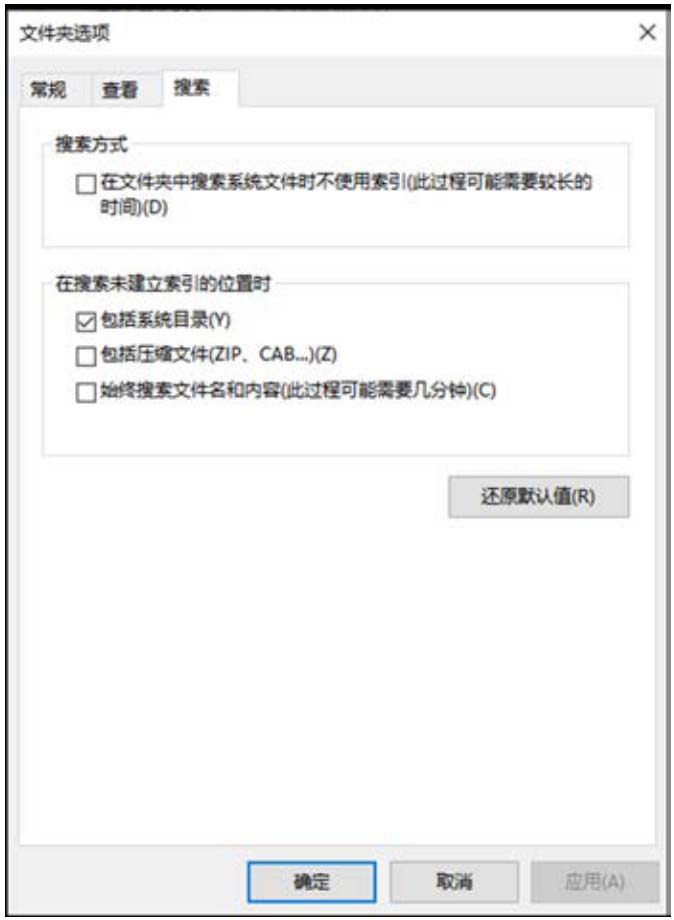 文件夹选项
常规
查看
搜索
搜索方式
在文件夹中搜索系统文件时不使用索引(此过程可能需要较长的
时间)(D)
在搜索未建立索引的位置时
包括系统目录(Y)
包括压缩文件(ZIP、CAB...)(Z)
始终搜索文件名和内容(此过程可能需要几分钟)(C)
还原默认值(R)
确定
取消
应用(A)